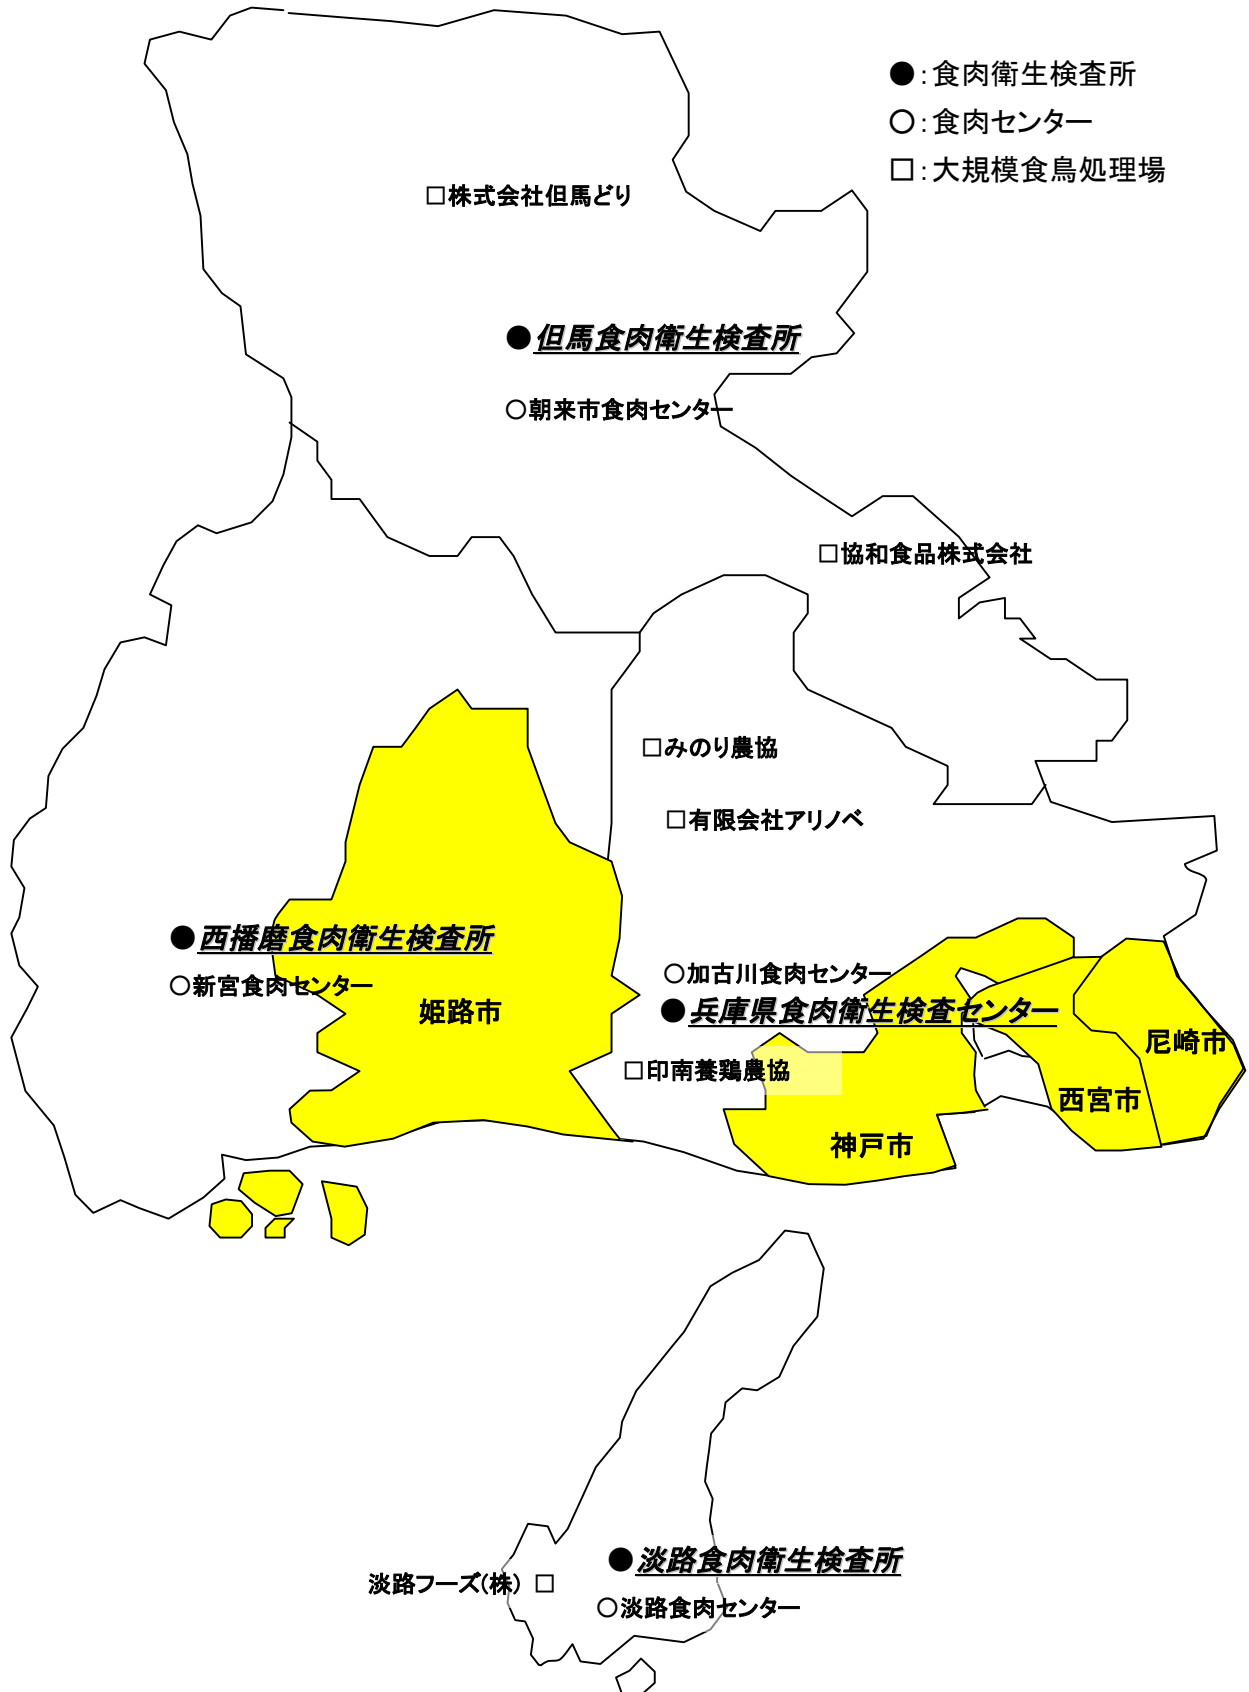 ●：食肉衛生検査所
○：食肉センター
□：大規模食鳥処理場
□株式会社但馬どり
●但馬食肉衛生検査所
○朝来市食肉センター
□協和食品株式会社
□みのり農協
□有限会社アリノベ
●西播磨食肉衛生検査所
○新宮食肉センター
姫路市
○加古川食肉センター
●兵庫県食肉衛生検査センター
□印南養鶏農協
尼崎市
西宮市
神戸市
●淡路食肉衛生検査所
淡路フーズ(株) □
○淡路食肉センター